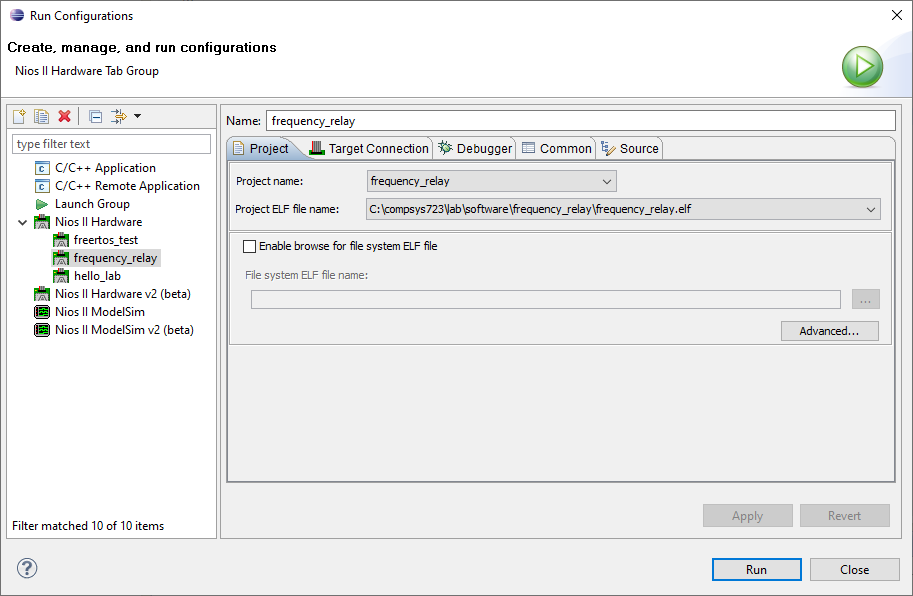 Run Configurations
Create, manage, and run configurations
Nios II Hardware Tab Group
type filter text
C/C++ Application
C/C++ Remote Application
Launch Group
Nios II Hardware
freertos_test
frequency_relay
hello_lab
Nios II Hardware v2 (beta)
Nios II ModelSim
Nios II ModelSim v2 (beta)
Filter matched 10 of 10 items
Name: frequency_relay
Project Target Connection Debugger Common Source
Project name: frequency_relay
Project ELF file name: C:\compsys723\lab\software\frequency_relay\frequency_relay.elf
Enable browse for file system ELF file
File system ELF file name:
...
Advanced...
Apply Revert
? Run Close